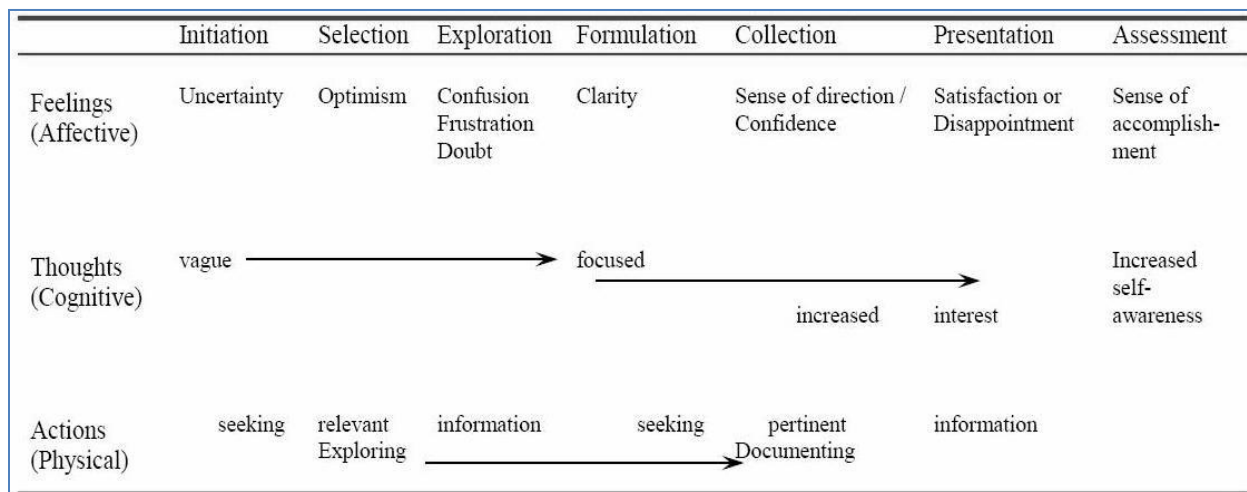 Initiation Selection Exploration Formulation Collection Presentation Assessment
Feelings Uncertainty Optimism Confusion Clarity Sense of direction / Satisfaction or Sense of
(Affective) Frustration Confidence Disappointment accomplish-
Doubt ment
Thoughts vague focused Increased
(Cognitive) self-
increased interest awareness
Actions seeking relevant information seeking pertinent information
(Physical) Exploring Documenting